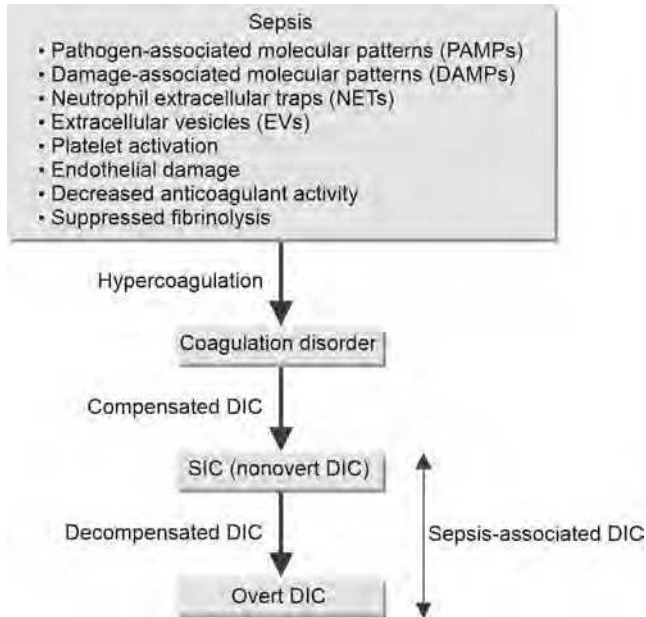 Sepsis
• Pathogen-associated molecular patterns (PAMPs)
• Damage-associated molecular patterns (DAMPs)
• Neutrophil extracellular traps (NETs)
• Extracellular vesicles (EVs)
• Platelet activation
• Endothelial damage
• Decreased anticoagulant activity
• Suppressed fibrinolysis
Hypercoagulation
Coagulation disorder
Compensated DIC
SIC (nonovert DIC)
Decompensated DIC
Sepsis-associated DIC
Overt DIC